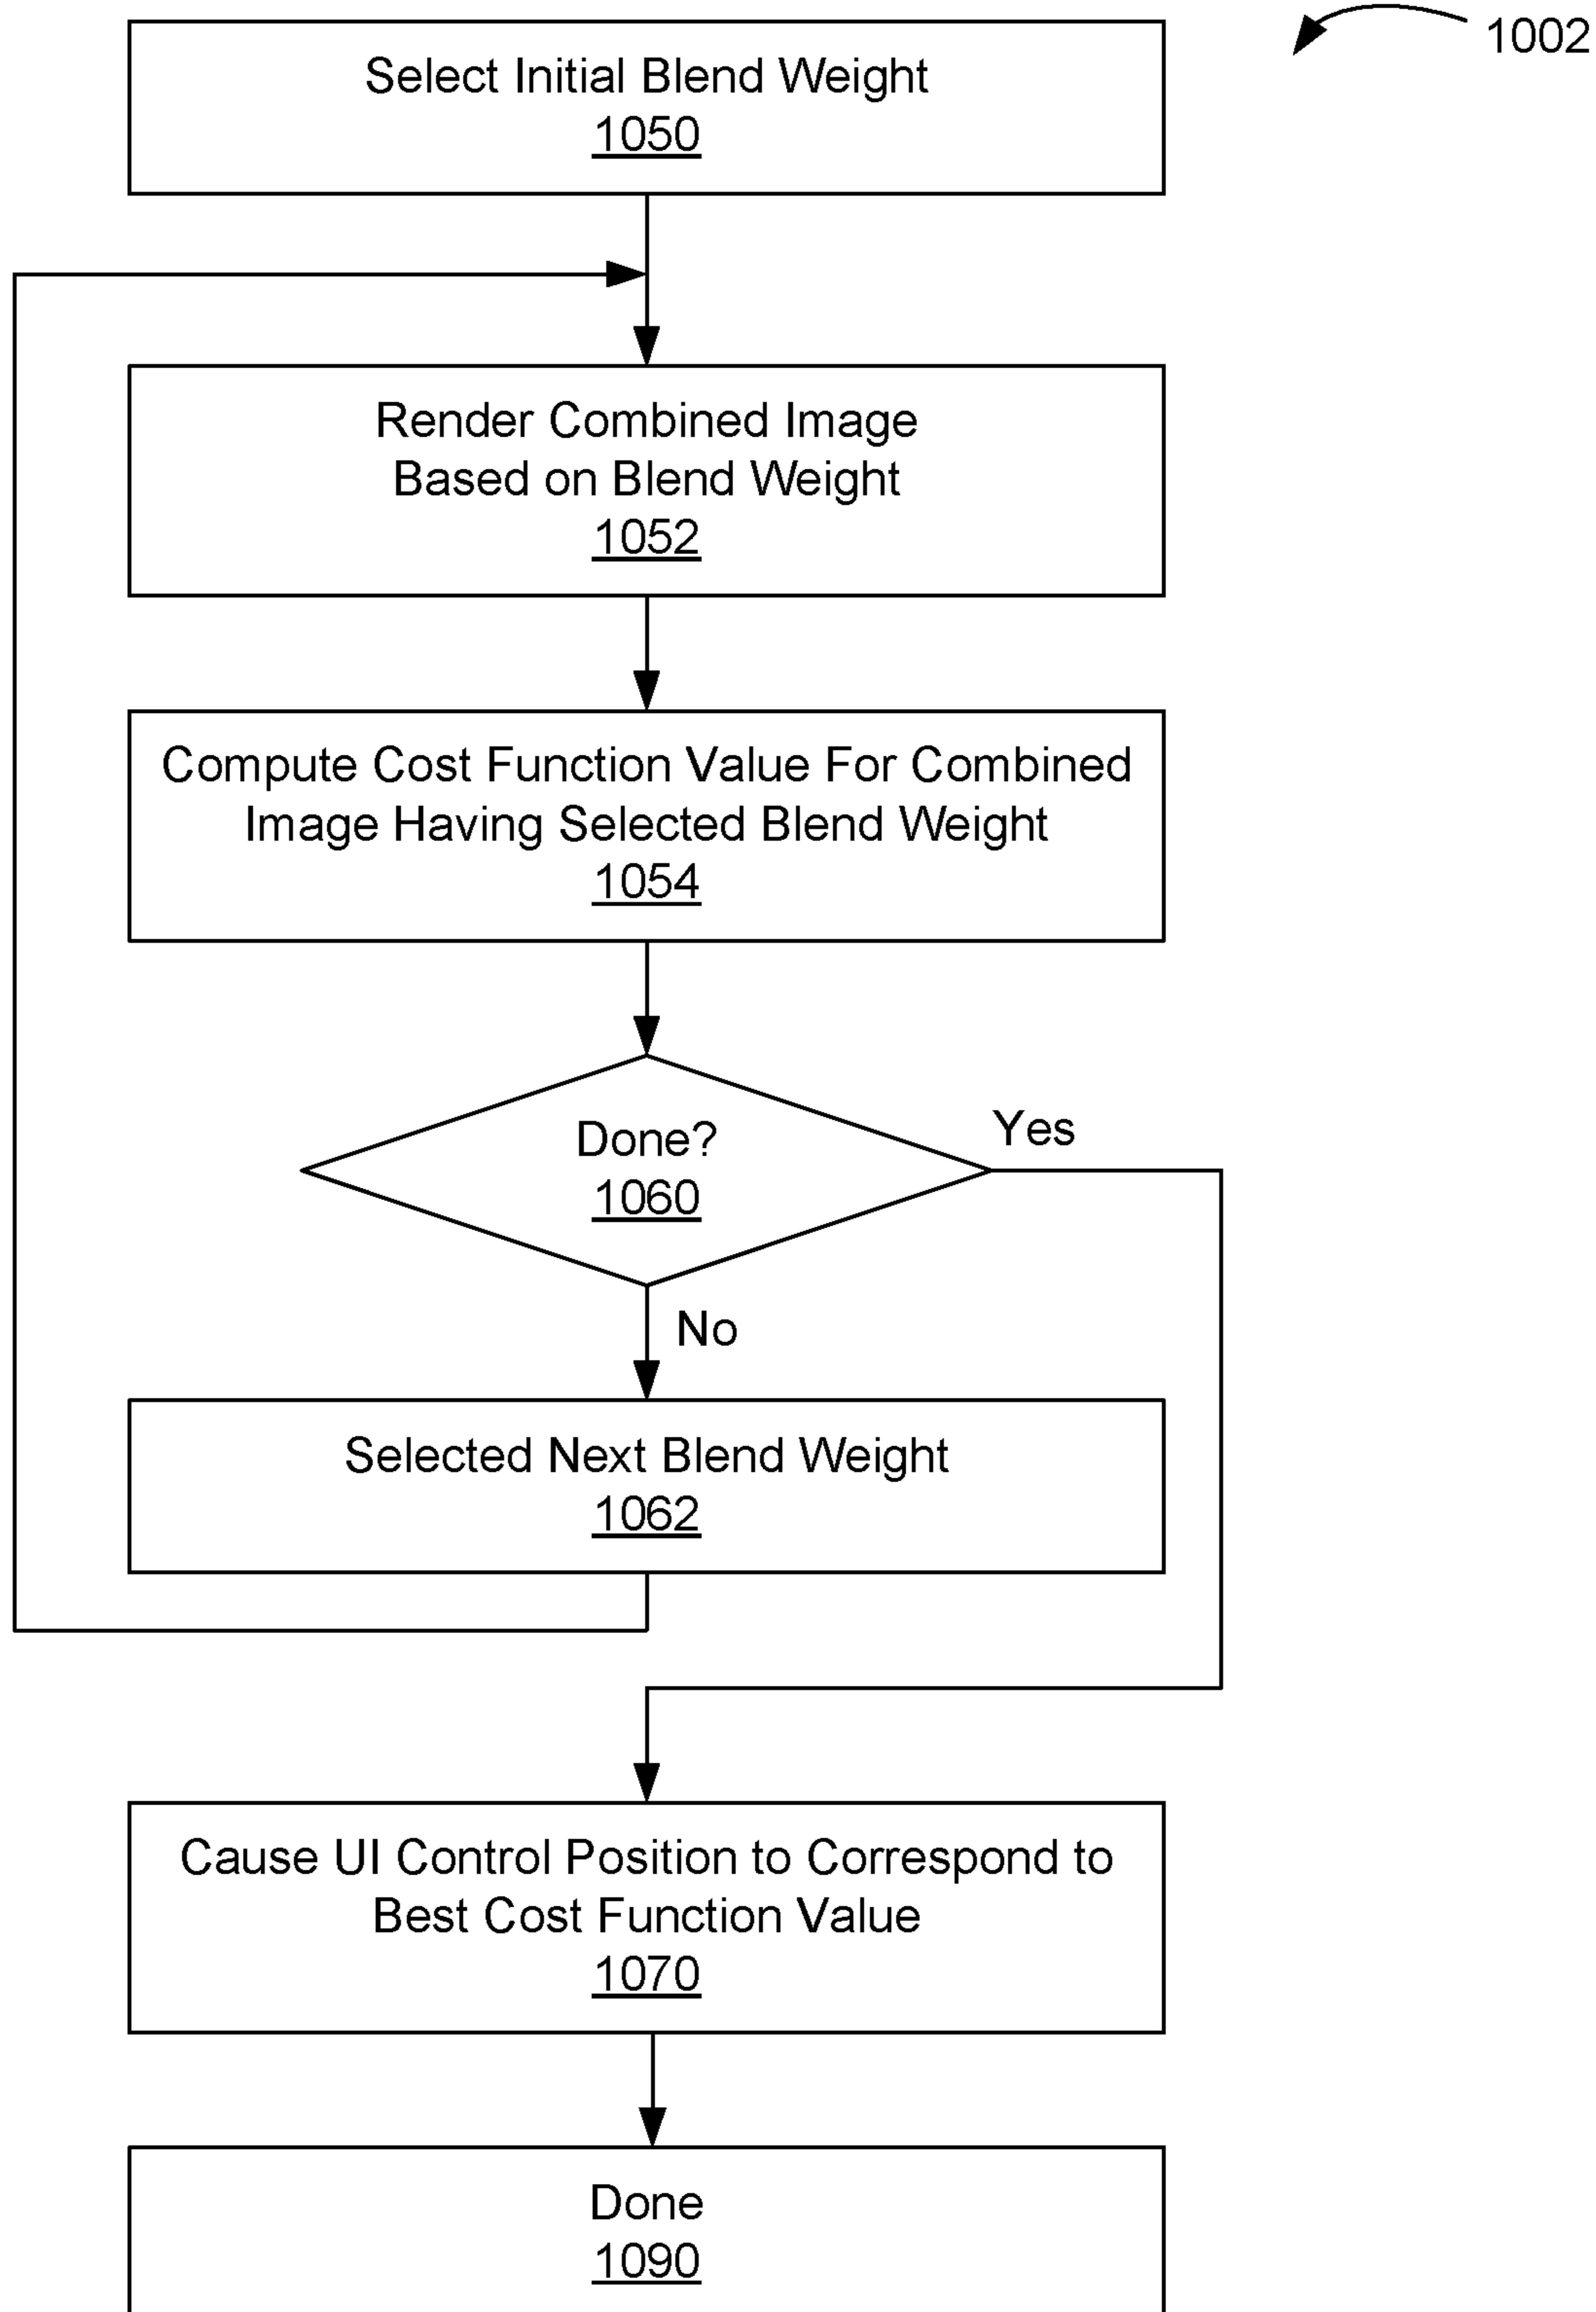 1002
Select Initial Blend Weight
1050
Render Combined Image
Based on Blend Weight
1052
Compute Cost Function Value For Combined
Image Having Selected Blend Weight
1054
Done?
1060
Yes
No
Selected Next Blend Weight
1062
Cause UI Control Position to Correspond to
Best Cost Function Value
1070
Done
1090